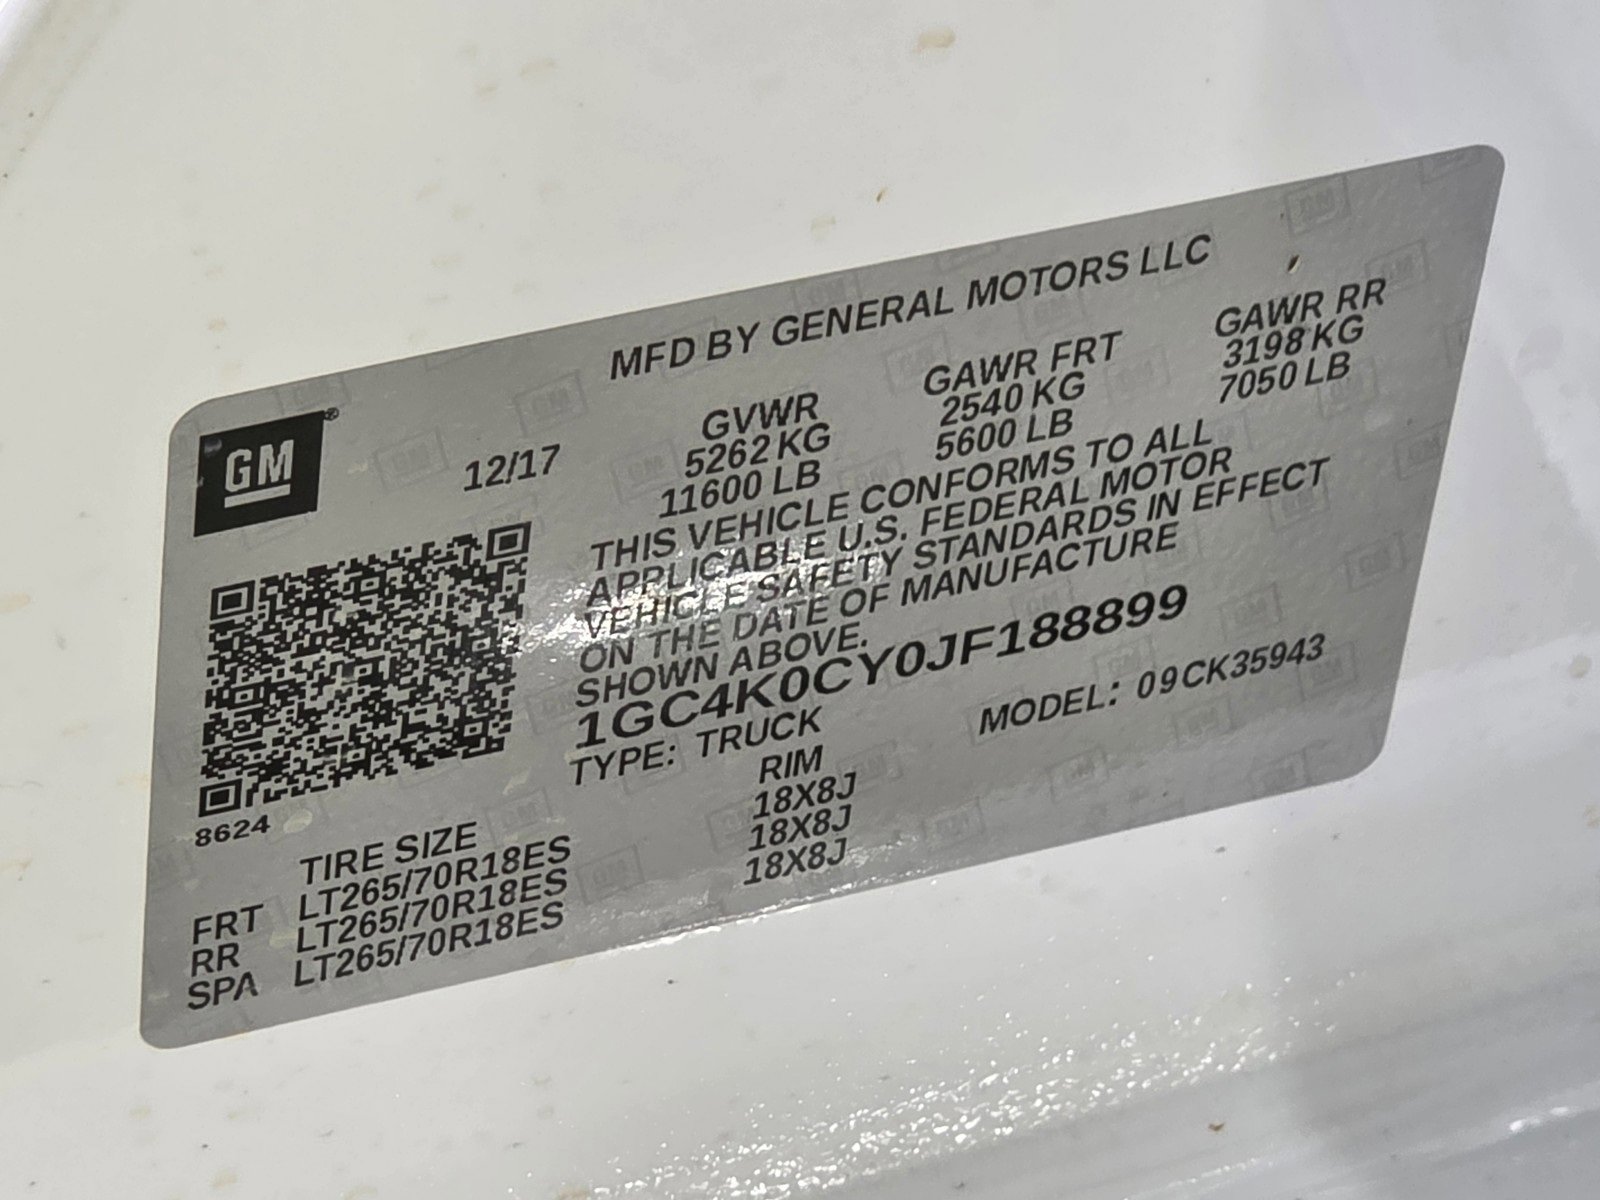 MFD BY GENERAL MOTORS LLC
GM®
12/17
GVWR GAWR FRT GAWR RR
5262 KG 2540 KG 3198 KG
11600 LB 5600 LB 7050 LB
THIS VEHICLE CONFORMS TO ALL
APPLICABLE U.S. FEDERAL MOTOR
VEHICLE SAFETY STANDARDS IN EFFECT
ON THE DATE OF MANUFACTURE
SHOWN ABOVE.
1GC4K0CY0JF188899
TYPE: TRUCK MODEL: 09CK35943
8624
TIRE SIZE RIM
FRT LT265/70R18ES 18X8J
RR LT265/70R18ES 18X8J
SPA LT265/70R18ES 18X8J